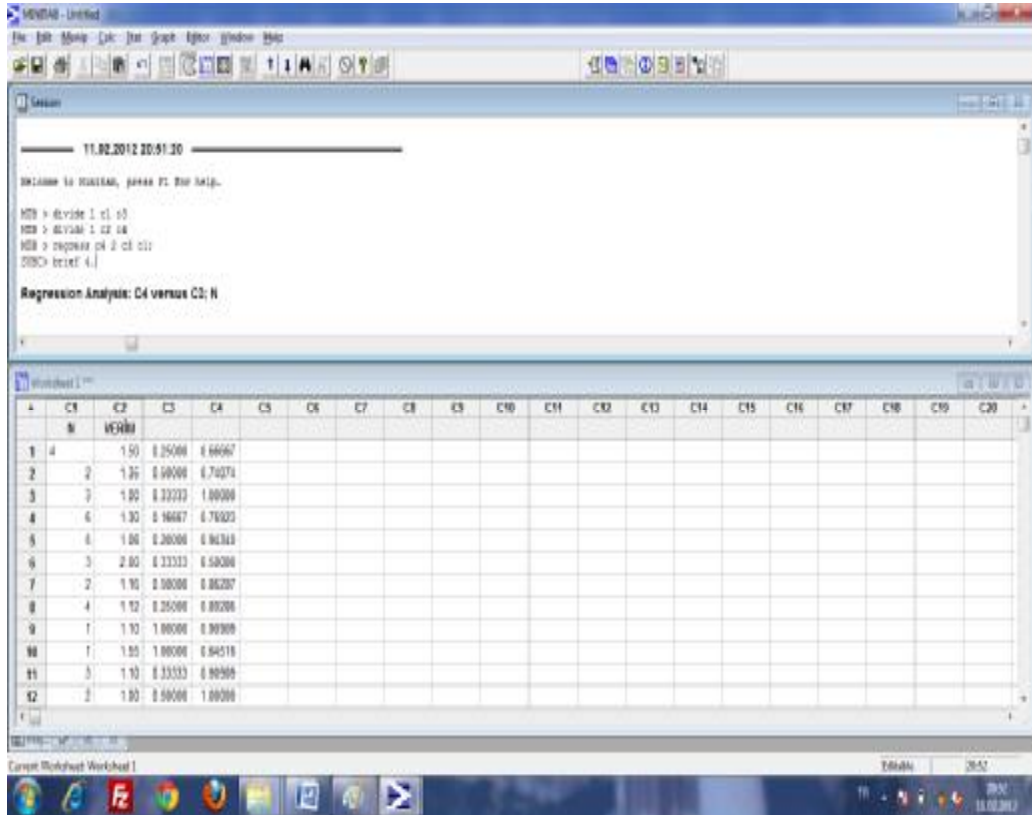 MINITAB - Untitled
File Edit Manip Calc Stat Graph Editor Window Help
Session
11.02.2012 20:51:20
Welcome to Minitab, press F1 for help.
MTB > divide 1 c1 c3
MTB > divide 1 c2 c4
MTB > regress c4 2 c3 c1;
SUBC> brief 4.
Regression Analysis: C4 versus C3; N
Worksheet 1 ***
C1 C2 C3 C4 C5 C6 C7 C8 C9 C10 C11 C12 C13 C14 C15 C16 C17 C18 C19 C20
N VERİM
1 4 1.50 0.25000 0.66667
2 2 1.35 0.50000 0.74074
3 3 1.00 0.33333 1.00000
4 6 1.30 0.16667 0.76923
5 1.06 0.20000 0.94340
6 3 2.00 0.33333 0.50000
7 2 1.16 0.50000 0.86207
8 4 1.12 0.25000 0.89286
9 1 1.10 1.00000 0.90909
10 1 1.55 1.00000 0.64516
11 3 1.10 0.33333 0.90909
12 2 1.00 0.50000 1.00000
Current Worksheet: Worksheet 1
Editable
20:52
TR
20:52
11.02.2012